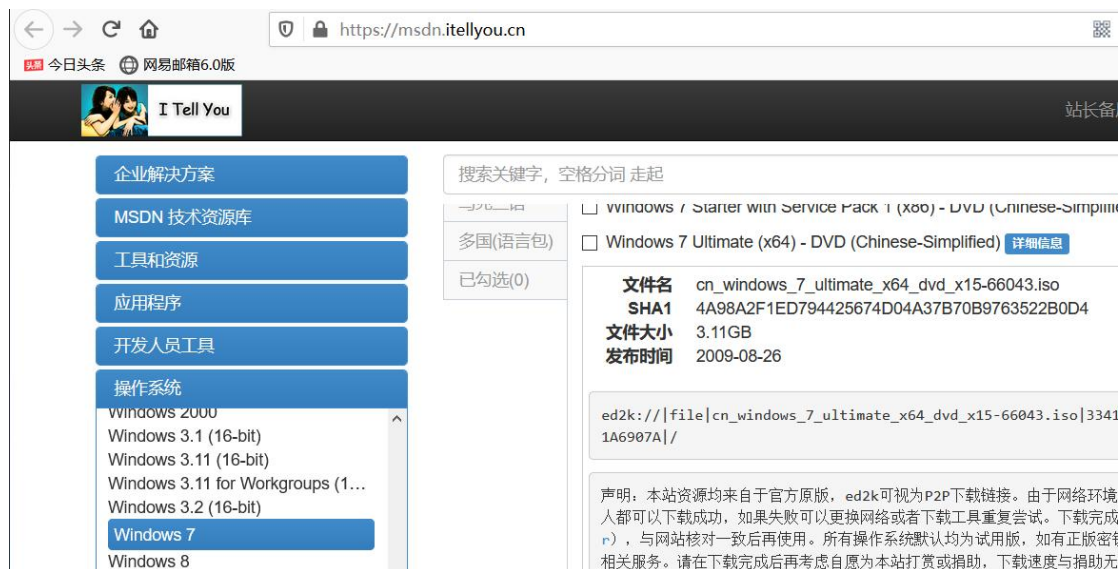 https://msdn.itellyou.cn
头条 今日头条 网易邮箱6.0版
I Tell You
站长备
企业解决方案
MSDN 技术资源库
工具和资源
应用程序
开发人员工具
操作系统
Windows 2000
Windows 3.1 (16-bit)
Windows 3.11 (16-bit)
Windows 3.11 for Workgroups (1...
Windows 3.2 (16-bit)
Windows 7
Windows 8
搜索关键字，空格分词 走起
多国(语言包)
已勾选(0)
Windows 7 Starter with Service Pack 1 (x86) - DVD (Chinese-Simplifie
Windows 7 Ultimate (x64) - DVD (Chinese-Simplified) 详细信息
文件名 cn_windows_7_ultimate_x64_dvd_x15-66043.iso
SHA1 4A98A2F1ED794425674D04A37B70B9763522B0D4
文件大小 3.11GB
发布时间 2009-08-26
ed2k://|file|cn_windows_7_ultimate_x64_dvd_x15-66043.iso|3341
1A6907A|/
声明：本站资源均来自于官方原版，ed2k可视为P2P下载链接。由于网络环境
人都可以下载成功，如果失败可以更换网络或者下载工具重复尝试。下载完成
r），与网站核对一致后再使用。所有操作系统默认均为试用版，如有正版密钥
相关服务。请在下载完成后再考虑自愿为本站打赏或捐助，下载速度与捐助无